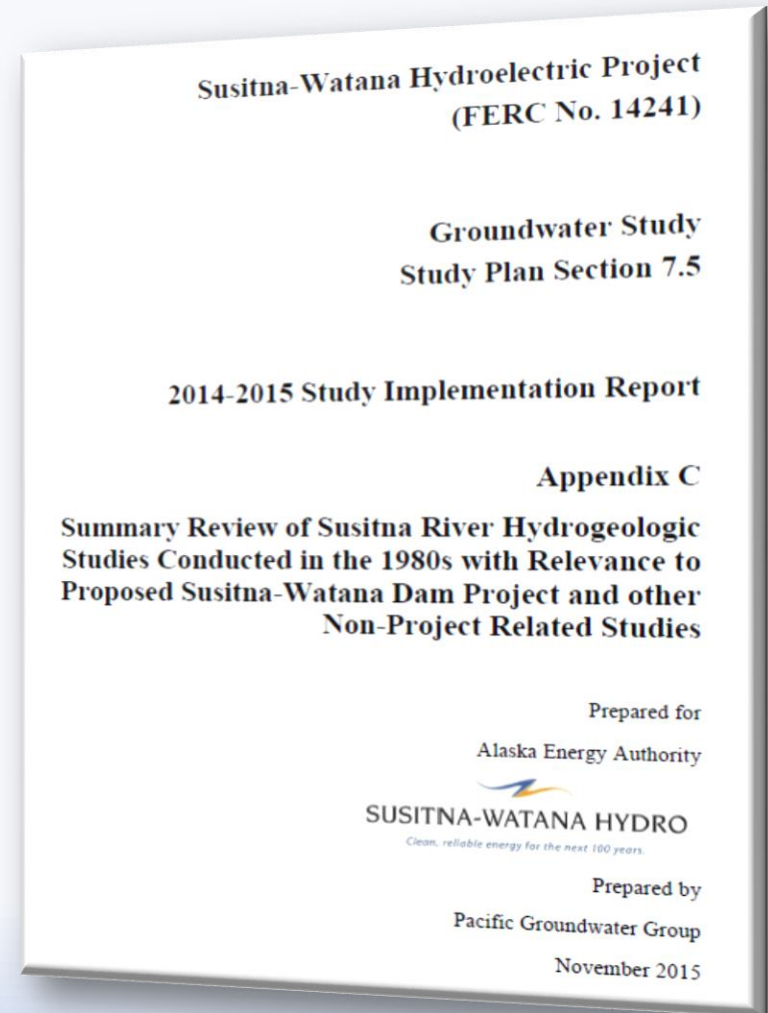 Susitna-Watana Hydroelectric Project
(FERC No. 14241)
Groundwater Study
Study Plan Section 7.5
2014-2015 Study Implementation Report
Appendix C
Summary Review of Susitna River Hydrogeologic
Studies Conducted in the 1980s with Relevance to
Proposed Susitna-Watana Dam Project and other
Non-Project Related Studies
Prepared for
Alaska Energy Authority
SUSITNA-WATANA HYDRO
Clean, reliable energy for the next 100 years.
Prepared by
Pacific Groundwater Group
November 2015